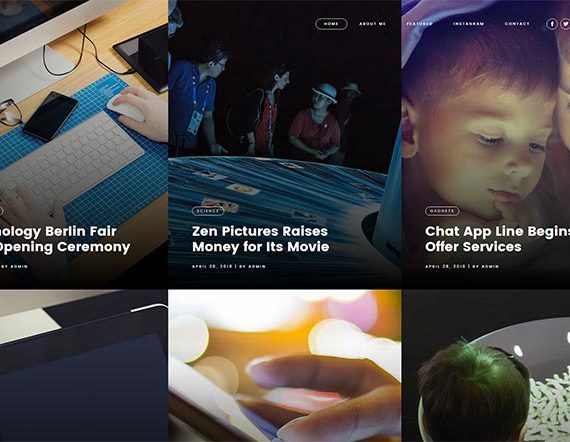 HOME
ABOUT ME
FEATURED
INSTAGRAM
CONTACT
nology Berlin Fair
Opening Ceremony
BY ADMIN
SCIENCE
Zen Pictures Raises
Money for Its Movie
APRIL 28, 2016 | BY ADMIN
GADGETS
Chat App Line Begins
Offer Services
APRIL 28, 2016 | BY ADMIN